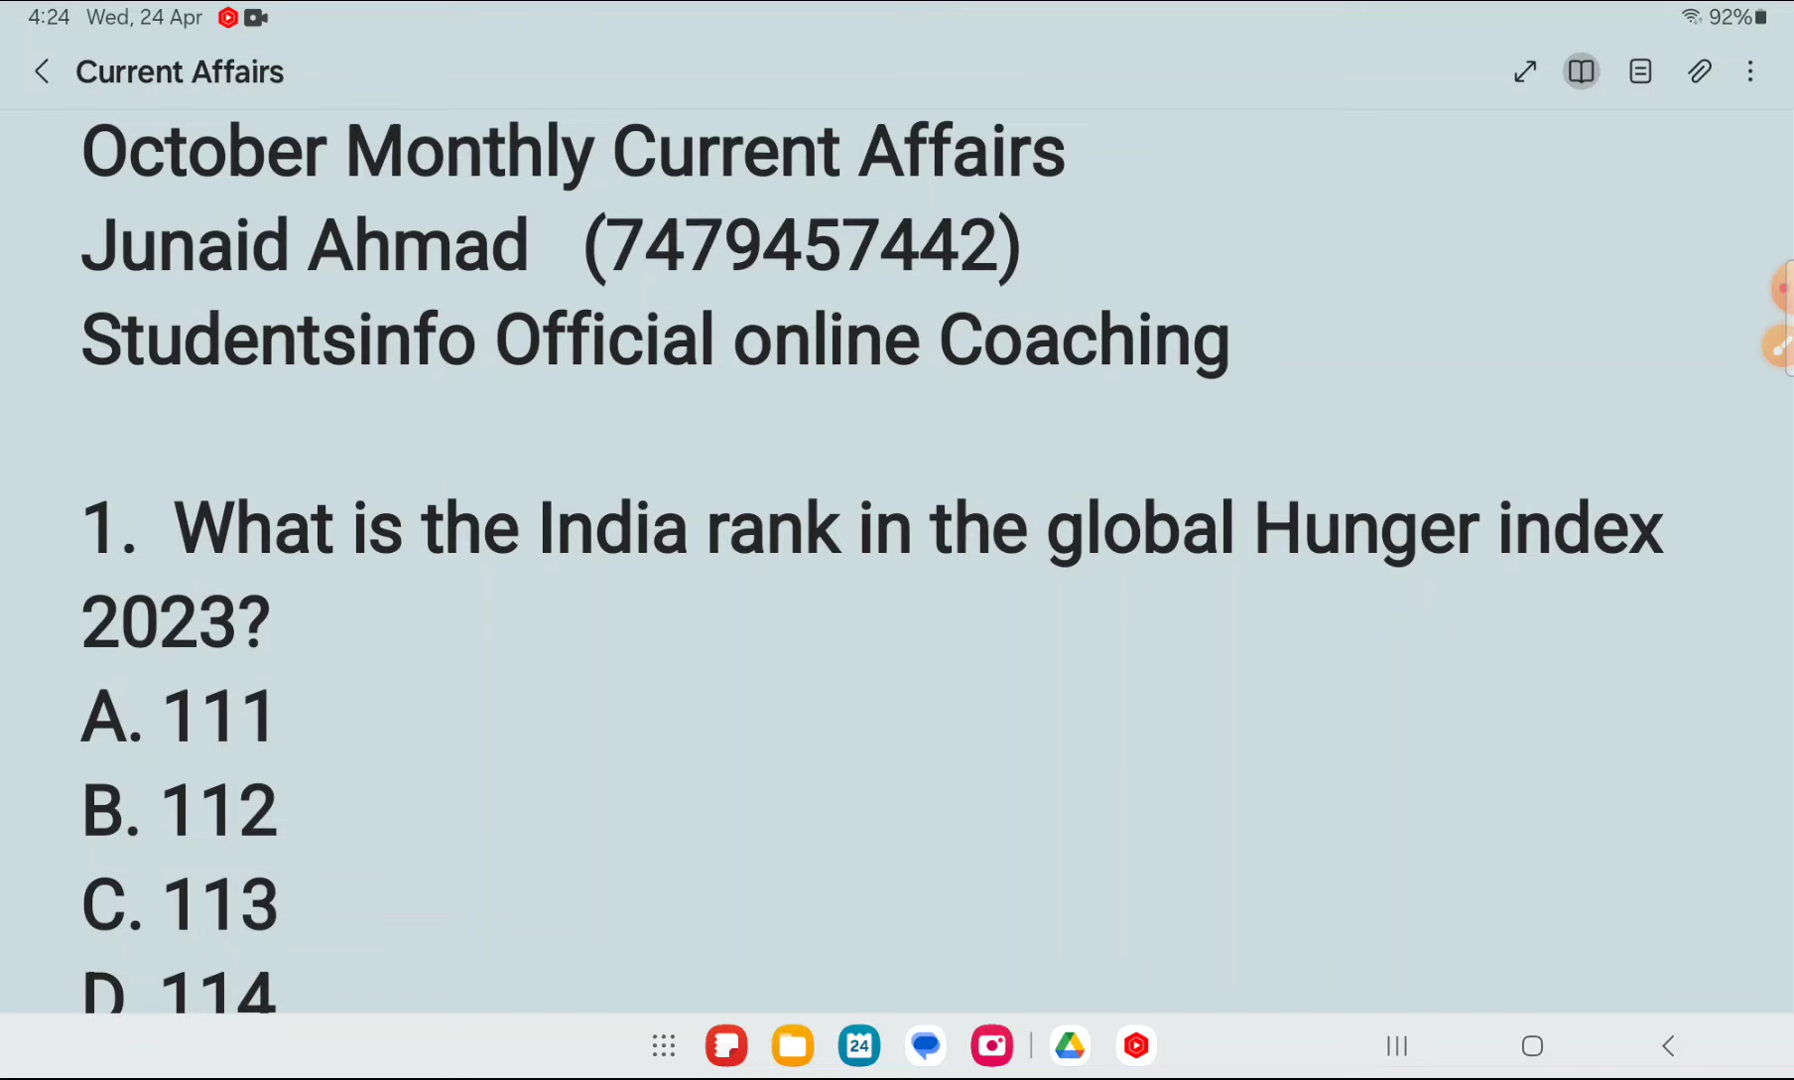 4:24 Wed, 24 Apr 92%
Current Affairs
October Monthly Current Affairs
Junaid Ahmad (7479457442)
Studentsinfo Official online Coaching
1. What is the India rank in the global Hunger index
2023?
A. 111
B. 112
C. 113
D 114
24